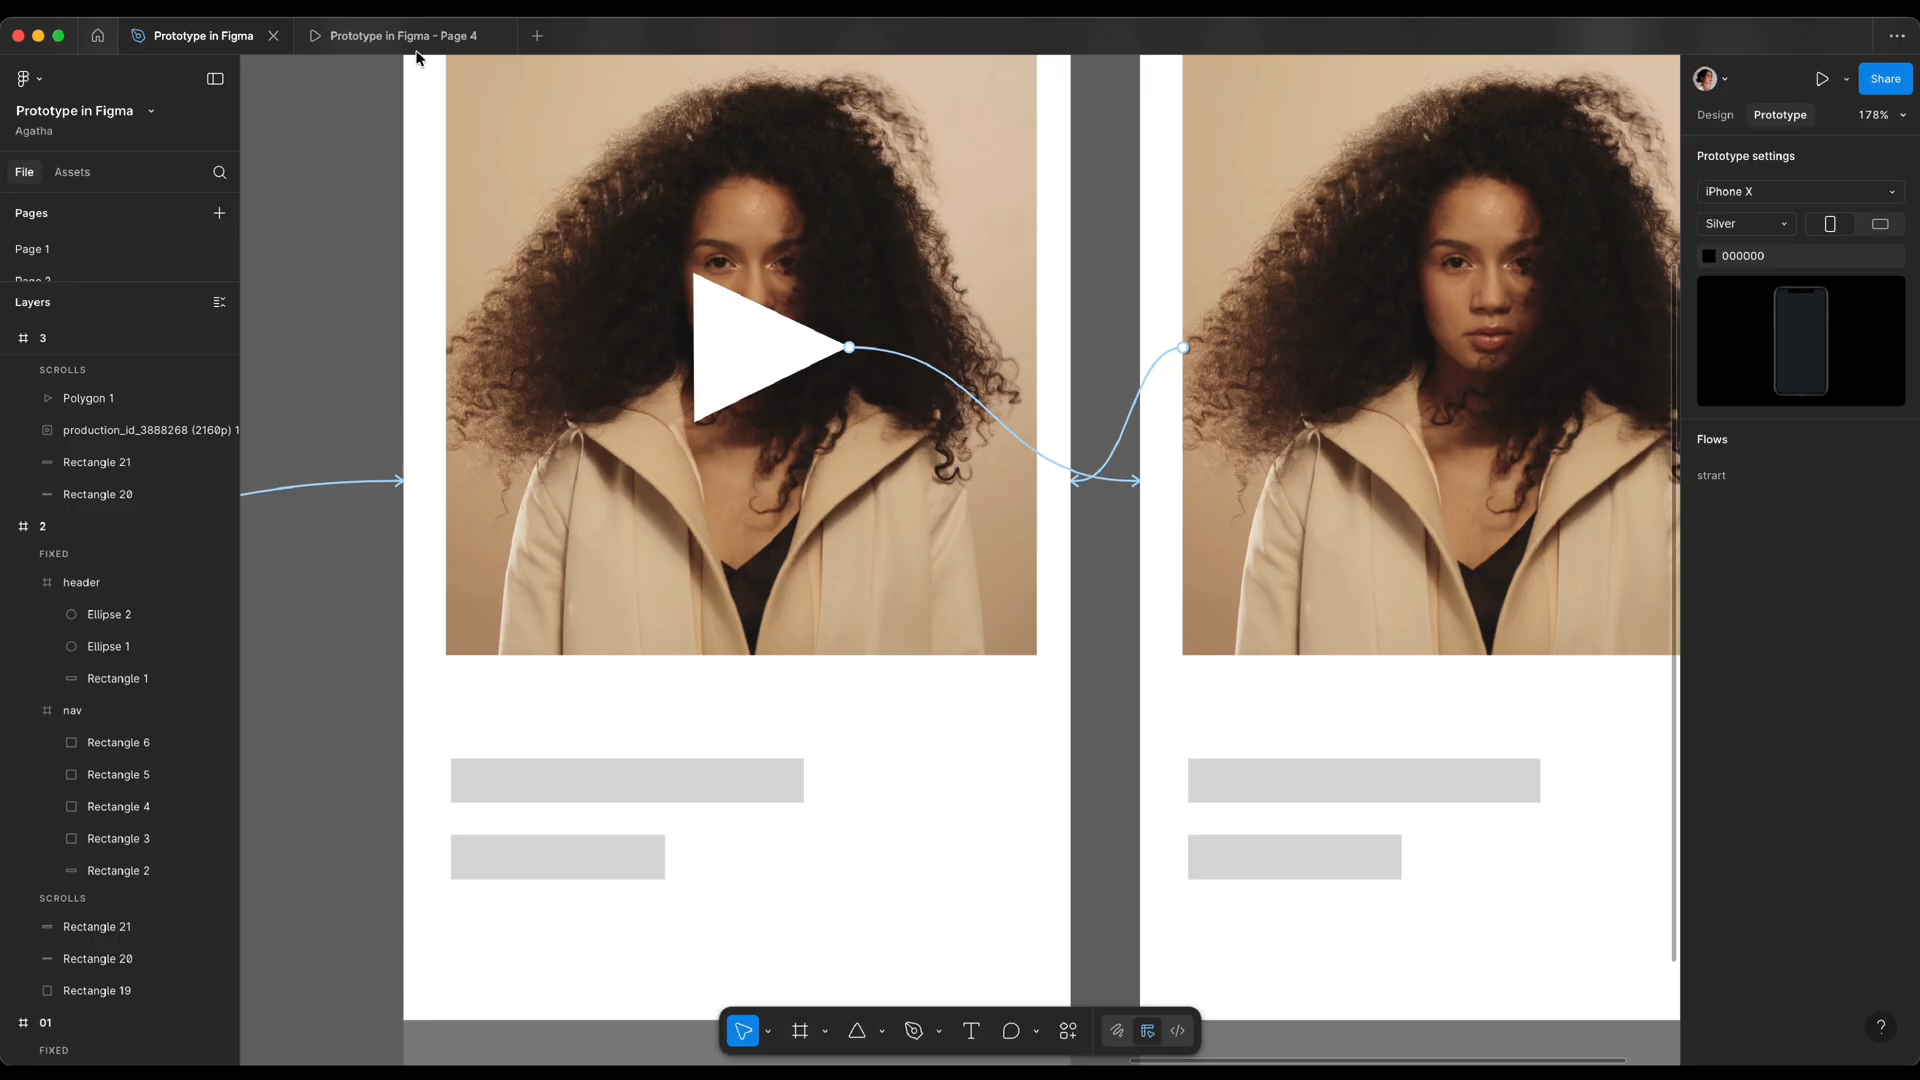 Prototype in Figma
Prototype in Figma - Page 4
Prototype in Figma
Agatha
File
Assets
Pages
Page 1
Page 2
Layers
3
SCROLLS
Polygon 1
production_id_3888268 (2160p) 1
Rectangle 21
Rectangle 20
2
FIXED
header
Ellipse 2
Ellipse 1
Rectangle 1
nav
Rectangle 6
Rectangle 5
Rectangle 4
Rectangle 3
Rectangle 2
SCROLLS
Rectangle 21
Rectangle 20
Rectangle 19
01
FIXED
Share
Design
Prototype
178%
Prototype settings
iPhone X
Silver
000000
Flows
strart
?